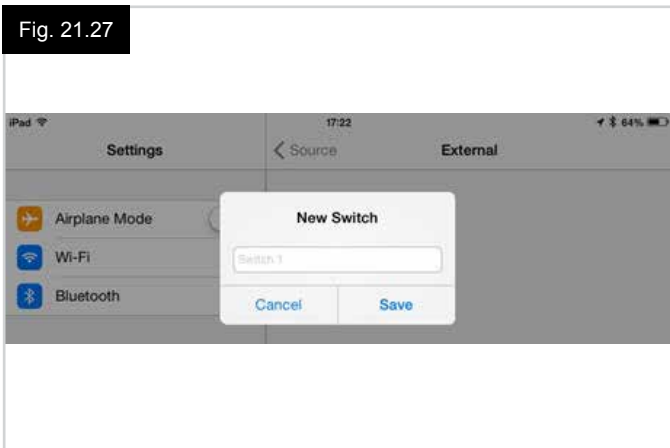 Fig. 21.27
iPad 17:22 64%
Settings Source External
Airplane Mode
New Switch
Wi-Fi
Switch 1
Bluetooth
Cancel Save